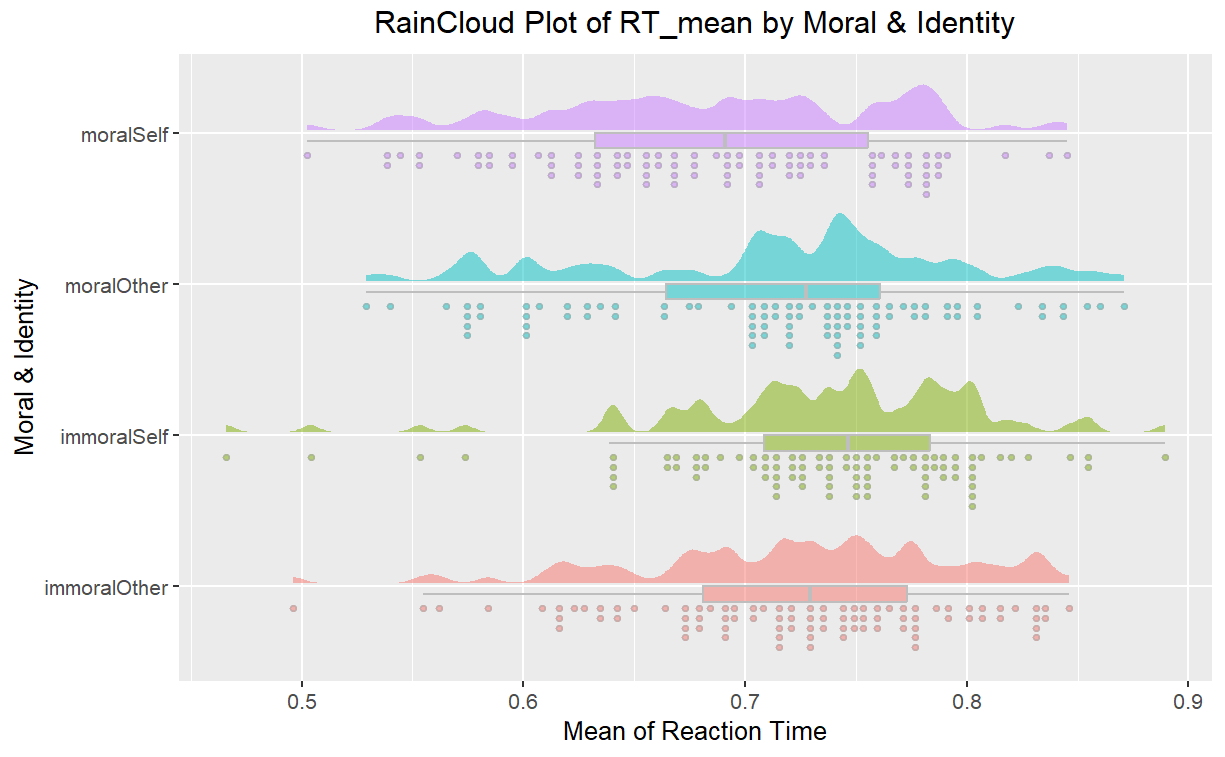 RainCloud Plot of RT_mean by Moral & Identity
Moral & Identity
moralSelf
moralOther
immoralSelf
immoralOther
0.5 0.6 0.7 0.8 0.9
Mean of Reaction Time